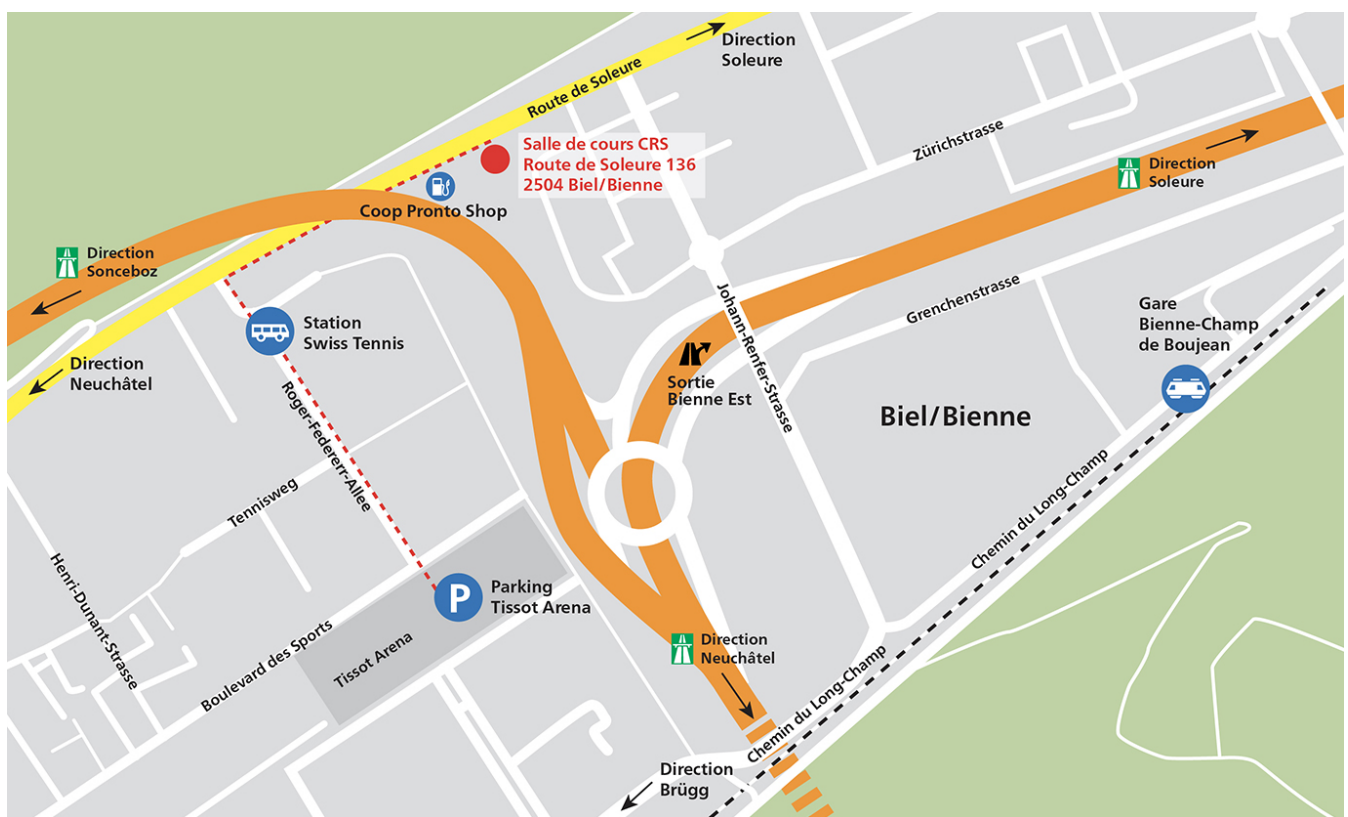 Direction
Soleure
Route de Soleure
Salle de cours CRS
Route de Soleure 136
2504 Biel/Bienne
Zürichstrasse
Direction
Soleure
Coop Pronto Shop
Direction
Sonceboz
Station
Swiss Tennis
Direction
Neuchâtel
Johann-Renfer-Strasse
Grenchenstrasse
Gare
Bienne-Champ
de Boujean
Sortie
Bienne Est
Biel/Bienne
Roger-Federerr-Allee
Tennisweg
Chemin du Long-Champ
Henri-Dunant-Strasse
P
Parking
Tissot Arena
Boulevard des Sports
Tissot Arena
Direction
Neuchâtel
Chemin du Long-Champ
Direction
Brügg